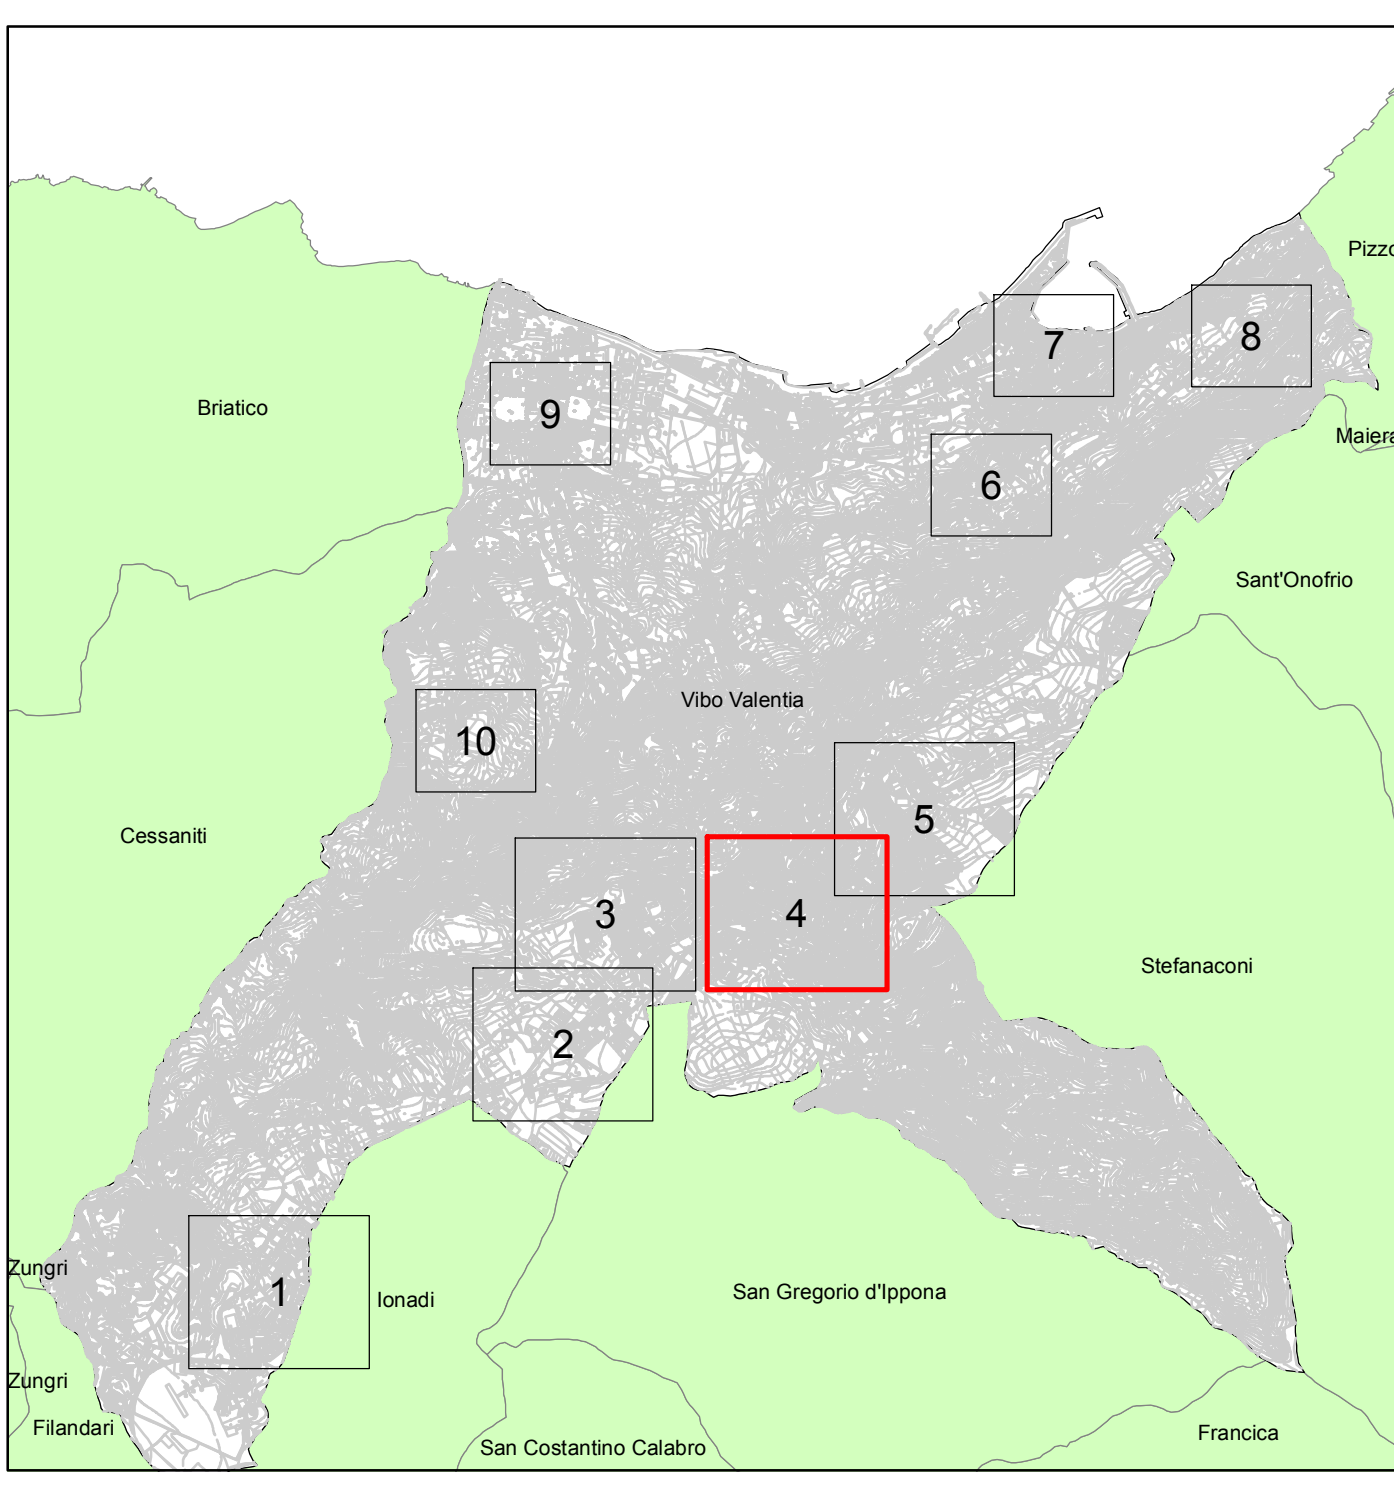 Pizzo
8
7
Briatico
9
Maiera
6
Sant'Onofrio
Vibo Valentia
10
5
Cessaniti
3
4
Stefanaconi
2
Zungri
1
Ionadi
San Gregorio d'Ippona
Zungri
Filandari
Francica
San Costantino Calabro